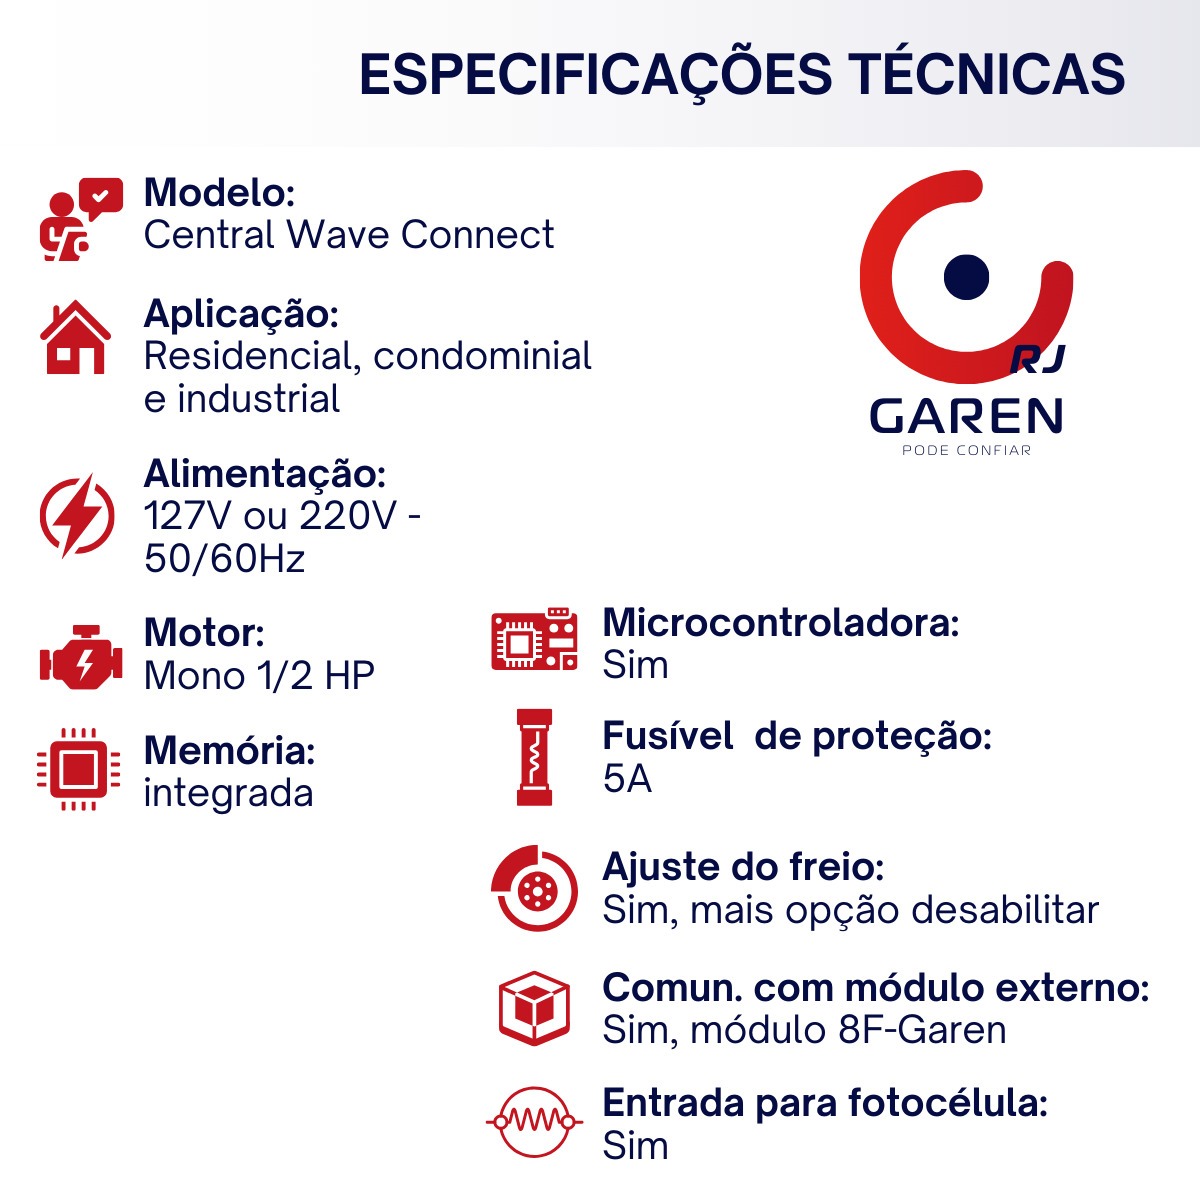 ESPECIFICAÇÕES TÉCNICAS
Modelo:
Central Wave Connect
Aplicação:
Residencial, condominial
e industrial
Alimentação:
127V ou 220V -
50/60Hz
Motor:
Mono 1/2 HP
Memória:
integrada
RJ
GAREN
PODE CONFIAR
Microcontroladora:
Sim
Fusível  de proteção:
5A
Ajuste do freio:
Sim, mais opção desabilitar
Comun. com módulo externo:
Sim, módulo 8F-Garen
Entrada para fotocélula:
Sim